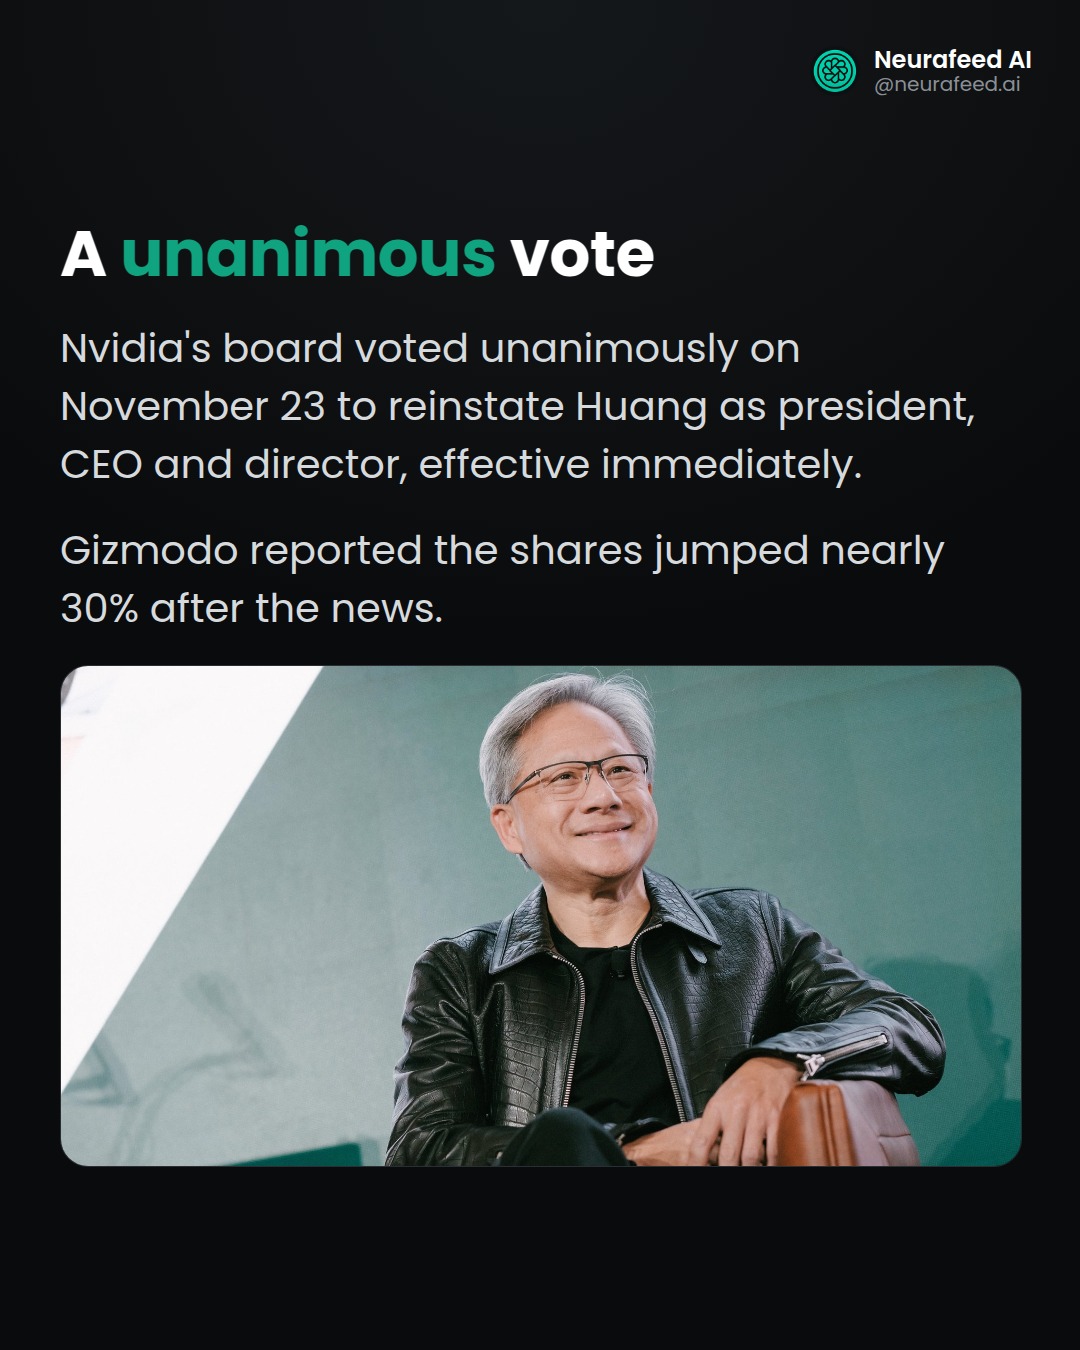 Neurafeed AI
@neurafeed.ai
A unanimous vote
Nvidia's board voted unanimously on
November 23 to reinstate Huang as president,
CEO and director, effective immediately.
Gizmodo reported the shares jumped nearly
30% after the news.